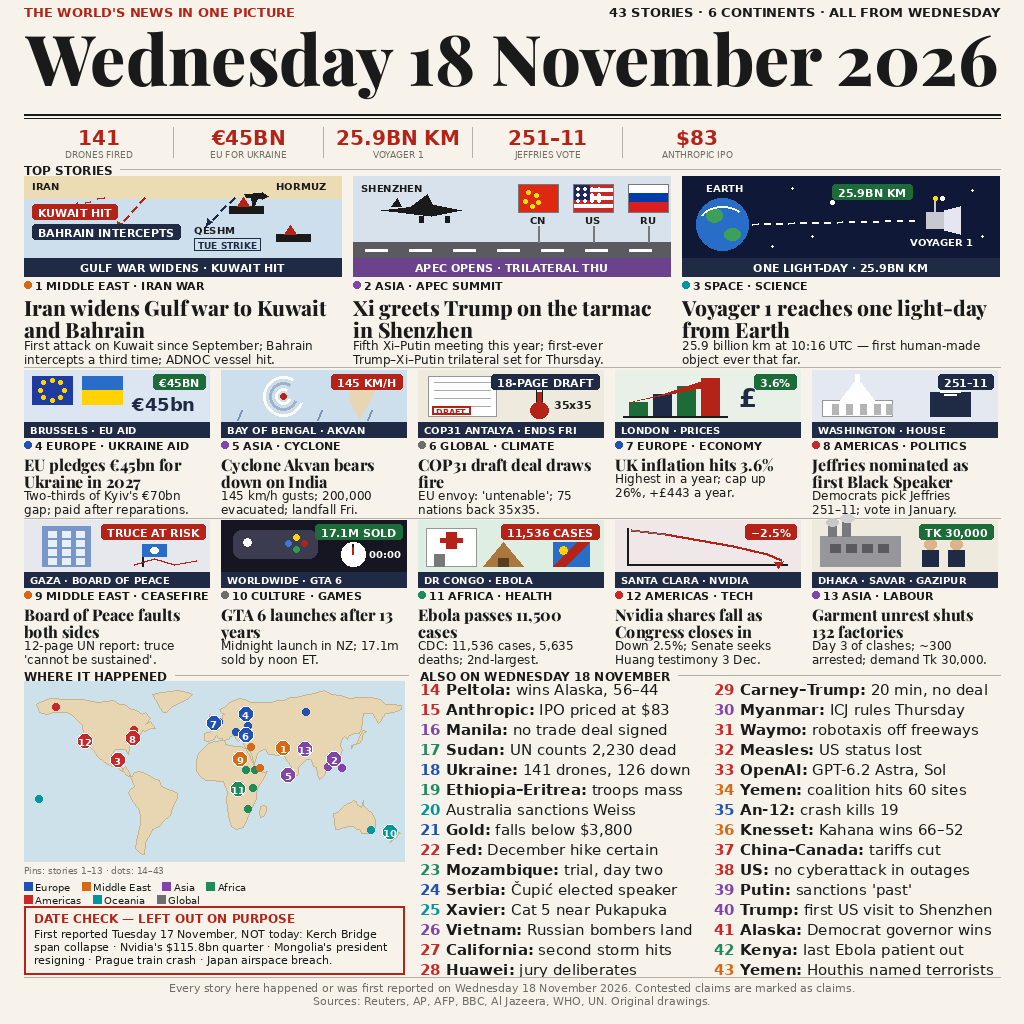 THE WORLD'S NEWS IN ONE PICTURE
43 STORIES · 6 CONTINENTS · ALL FROM WEDNESDAY
Wednesday 18 November 2026
141
DRONES FIRED
€45BN
EU FOR UKRAINE
25.9BN KM
VOYAGER 1
251–11
JEFFRIES VOTE
$83
ANTHROPIC IPO
TOP STORIES
IRAN
HORMUZ
KUWAIT HIT
BAHRAIN INTERCEPTS
QESHM
TUE STRIKE
GULF WAR WIDENS · KUWAIT HIT
1 MIDDLE EAST · IRAN WAR
Iran widens Gulf war to Kuwait
and Bahrain
First attack on Kuwait since September; Bahrain
intercepts a third time; ADNOC vessel hit.
SHENZHEN
CN
US
RU
APEC OPENS · TRILATERAL THU
2 ASIA · APEC SUMMIT
Xi greets Trump on the tarmac
in Shenzhen
Fifth Xi–Putin meeting this year; first-ever
Trump–Xi–Putin trilateral set for Thursday.
EARTH
25.9BN KM
VOYAGER 1
ONE LIGHT-DAY · 25.9BN KM
3 SPACE · SCIENCE
Voyager 1 reaches one light-day
from Earth
25.9 billion km at 10:16 UTC — first human-made
object ever that far.
€45BN
€45bn
BRUSSELS · EU AID
4 EUROPE · UKRAINE AID
EU pledges €45bn for
Ukraine in 2027
Two-thirds of Kyiv's €70bn
gap; paid after reparations.
145 KM/H
BAY OF BENGAL · AKVAN
5 ASIA · CYCLONE
Cyclone Akvan bears
down on India
145 km/h gusts; 200,000
evacuated; landfall Fri.
18-PAGE DRAFT
DRAFT
35x35
COP31 ANTALYA · ENDS FRI
6 GLOBAL · CLIMATE
COP31 draft deal draws
fire
EU envoy: 'untenable'; 75
nations back 35x35.
3.6%
£
LONDON · PRICES
7 EUROPE · ECONOMY
UK inflation hits 3.6%
Highest in a year; cap up
26%, +£443 a year.
251–11
WASHINGTON · HOUSE
8 AMERICAS · POLITICS
Jeffries nominated as
first Black Speaker
Democrats pick Jeffries
251–11; vote in January.
TRUCE AT RISK
GAZA · BOARD OF PEACE
9 MIDDLE EAST · CEASEFIRE
Board of Peace faults
both sides
12-page UN report: truce
'cannot be sustained'.
17.1M SOLD
00:00
WORLDWIDE · GTA 6
10 CULTURE · GAMES
GTA 6 launches after 13
years
Midnight launch in NZ; 17.1m
sold by noon ET.
11,536 CASES
DR CONGO · EBOLA
11 AFRICA · HEALTH
Ebola passes 11,500
cases
CDC: 11,536 cases, 5,635
deaths; 2nd-largest.
−2.5%
SANTA CLARA · NVIDIA
12 AMERICAS · TECH
Nvidia shares fall as
Congress closes in
Down 2.5%; Senate seeks
Huang testimony 3 Dec.
TK 30,000
DHAKA · SAVAR · GAZIPUR
13 ASIA · LABOUR
Garment unrest shuts
132 factories
Day 3 of clashes; ~300
arrested; demand Tk 30,000.
WHERE IT HAPPENED
12
8
3
7
4
6
1
9
13
5
2
11
10
Pins: stories 1–13 · dots: 14–43
Europe
Middle East
Asia
Africa
Americas
Oceania
Global
DATE CHECK — LEFT OUT ON PURPOSE
First reported Tuesday 17 November, NOT today: Kerch Bridge
span collapse · Nvidia's $115.8bn quarter · Mongolia's president
resigning · Prague train crash · Japan airspace breach.
ALSO ON WEDNESDAY 18 NOVEMBER
14 Peltola: wins Alaska, 56–44
15 Anthropic: IPO priced at $83
16 Manila: no trade deal signed
17 Sudan: UN counts 2,230 dead
18 Ukraine: 141 drones, 126 down
19 Ethiopia–Eritrea: troops mass
20 Australia sanctions Weiss
21 Gold: falls below $3,800
22 Fed: December hike certain
23 Mozambique: trial, day two
24 Serbia: Čupić elected speaker
25 Xavier: Cat 5 near Pukapuka
26 Vietnam: Russian bombers land
27 California: second storm hits
28 Huawei: jury deliberates
29 Carney–Trump: 20 min, no deal
30 Myanmar: ICJ rules Thursday
31 Waymo: robotaxis off freeways
32 Measles: US status lost
33 OpenAI: GPT-6.2 Astra, Sol
34 Yemen: coalition hits 60 sites
35 An-12: crash kills 19
36 Knesset: Kahana wins 66–52
37 China–Canada: tariffs cut
38 US: no cyberattack in outages
39 Putin: sanctions 'past'
40 Trump: first US visit to Shenzhen
41 Alaska: Democrat governor wins
42 Kenya: last Ebola patient out
43 Yemen: Houthis named terrorists
Every story here happened or was first reported on Wednesday 18 November 2026. Contested claims are marked as claims.
Sources: Reuters, AP, AFP, BBC, Al Jazeera, WHO, UN. Original drawings.